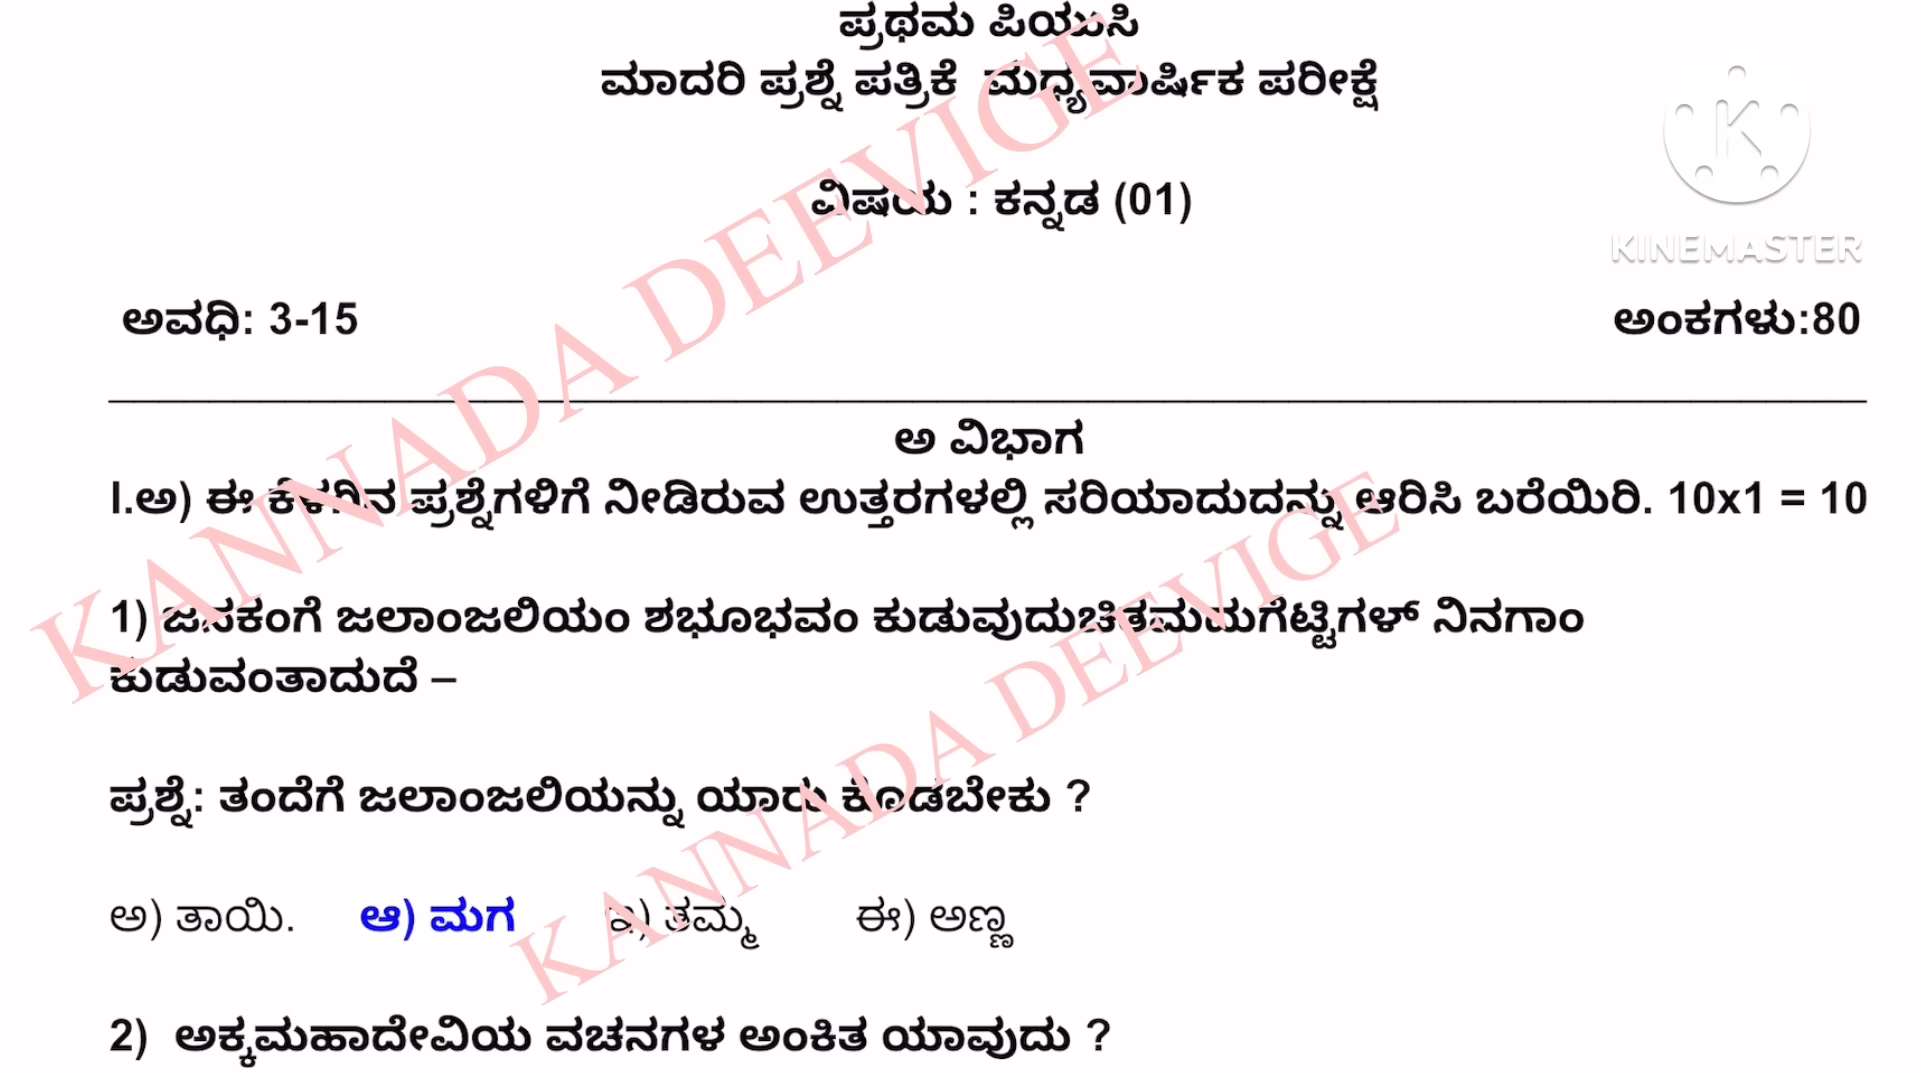 ಪ್ರಥಮ ಪಿಯುಸಿ
ಮಾದರಿ ಪ್ರಶ್ನೆ ಪತ್ರಿಕೆ ಮಧ್ಯವಾರ್ಷಿಕ ಪರೀಕ್ಷೆ
ವಿಷಯ : ಕನ್ನಡ (01)
KINEMASTER
ಅವಧಿ: 3-15 ಅಂಕಗಳು:80
ಅ ವಿಭಾಗ
I.ಅ) ಈ ಕೆಳಗಿನ ಪ್ರಶ್ನೆಗಳಿಗೆ ನೀಡಿರುವ ಉತ್ತರಗಳಲ್ಲಿ ಸರಿಯಾದುದನ್ನು ಆರಿಸಿ ಬರೆಯಿರಿ. 10x1 = 10
1) ಜನಕಂಗೆ ಜಲಾಂಜಲಿಯಂ ಶಭೂಭವಂ ಕುಡುವುದುಚಿತಮದುಗೆಟ್ಟಿಗಳ್ ನಿನಗಾಂ
ಕುಡುವಂತಾದುದೆ –
ಪ್ರಶ್ನೆ: ತಂದೆಗೆ ಜಲಾಂಜಲಿಯನ್ನು ಯಾರು ಕೊಡಬೇಕು ?
ಅ) ತಾಯಿ. ಆ) ಮಗ ಇ) ತಮ್ಮ ಈ) ಅಣ್ಣ
2) ಅಕ್ಕಮಹಾದೇವಿಯ ವಚನಗಳ ಅಂಕಿತ ಯಾವುದು ?
KANNADA DEEVIGE
KANNADA DEEVIGE